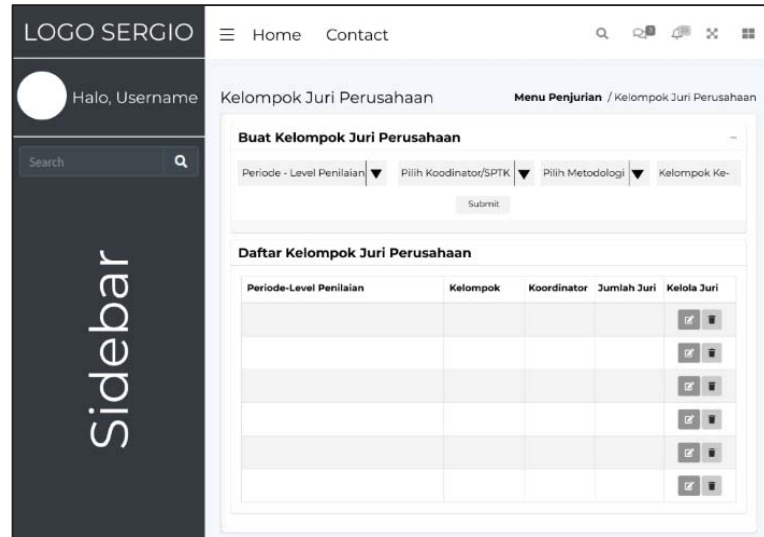 LOGO SERGIO
Home Contact
Halo, Username
Kelompok Juri Perusahaan
Menu Penjurian / Kelompok Juri Perusahaan
Search
Buat Kelompok Juri Perusahaan
Periode - Level Penilaian Pilih Koodinator/SPTK Pilih Metodologi Kelompok Ke-
Submit
Daftar Kelompok Juri Perusahaan
Periode-Level Penilaian Kelompok Koordinator Jumlah Juri Kelola Juri
Sidebar